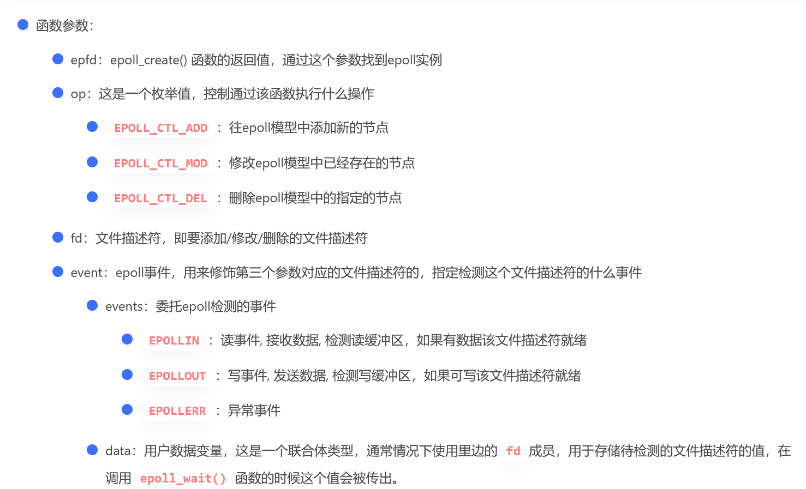 函数参数：
epfd：epoll_create() 函数的返回值，通过这个参数找到epoll实例
op：这是一个枚举值，控制通过该函数执行什么操作
EPOLL_CTL_ADD ：往epoll模型中添加新的节点
EPOLL_CTL_MOD ：修改epoll模型中已经存在的节点
EPOLL_CTL_DEL ：删除epoll模型中的指定的节点
fd：文件描述符，即要添加/修改/删除的文件描述符
event：epoll事件，用来修饰第三个参数对应的文件描述符的，指定检测这个文件描述符的什么事件
events：委托epoll检测的事件
EPOLLIN ：读事件, 接收数据, 检测读缓冲区，如果有数据该文件描述符就绪
EPOLLOUT ：写事件, 发送数据, 检测写缓冲区，如果可写该文件描述符就绪
EPOLLERR ：异常事件
data：用户数据变量，这是一个联合体类型，通常情况下使用里边的 fd 成员，用于存储待检测的文件描述符的值，在
调用 epoll_wait() 函数的时候这个值会被传出。